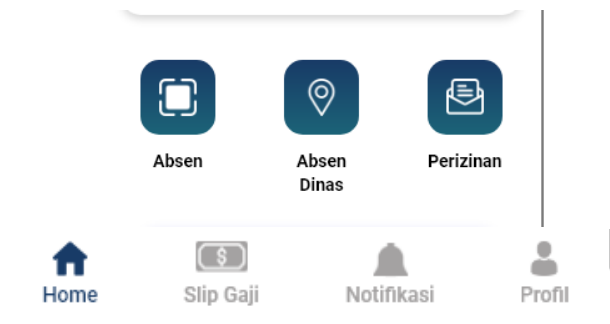 Absen
Absen
Dinas
Perizinan
Home
Slip Gaji
Notifikasi
Profil